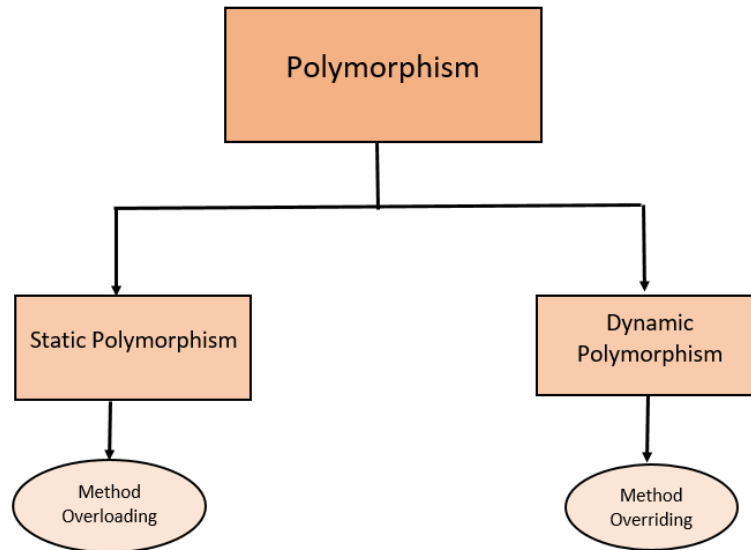 Polymorphism
Static Polymorphism
Dynamic
Polymorphism
Method
Overloading
Method
Overriding